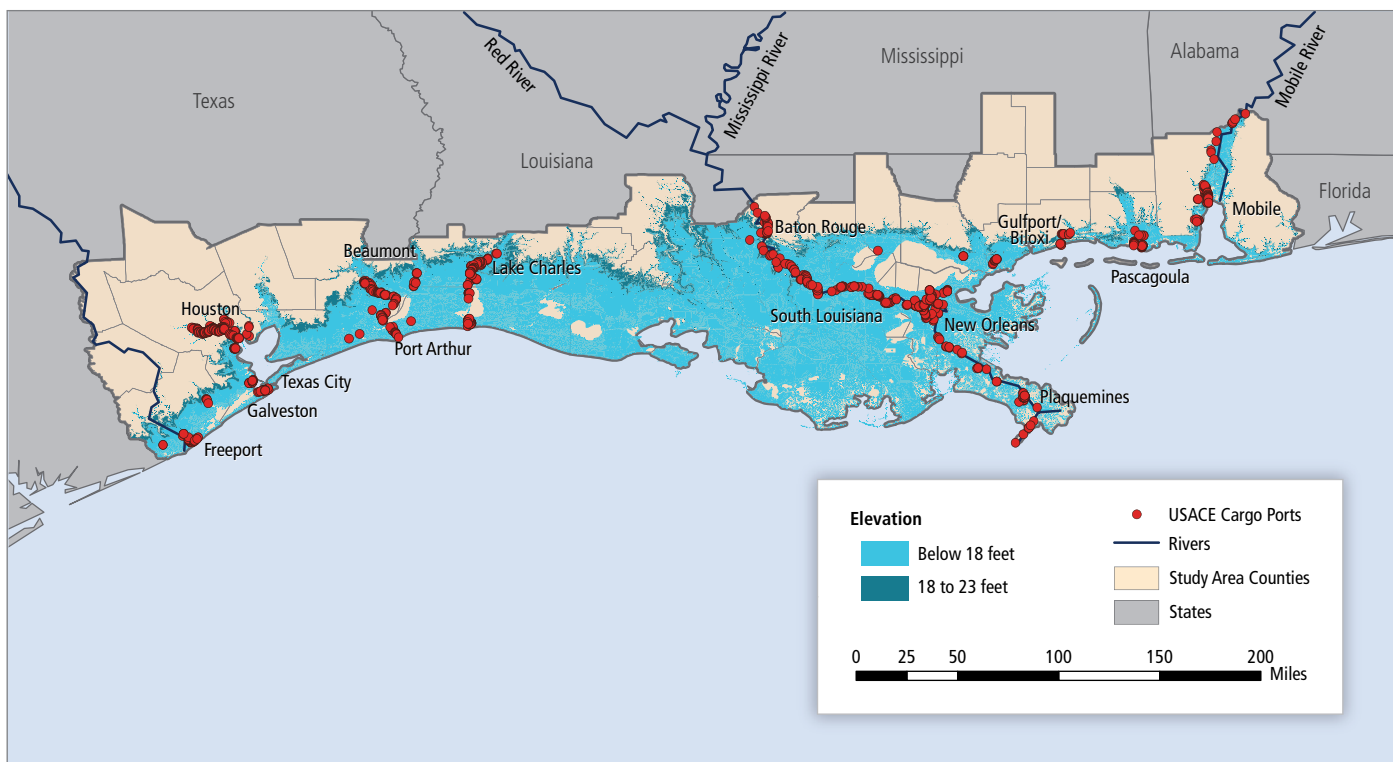 Texas
Louisiana
Mississippi
Alabama
Florida
Red River
Mississippi River
Mobile River
Beaumont
Lake Charles
Baton Rouge
Gulfport/
Biloxi
Mobile
Pascagoula
Houston
Port Arthur
South Louisiana
New Orleans
Texas City
Galveston
Freeport
Plaquemines
Elevation
Below 18 feet
18 to 23 feet
USACE Cargo Ports
Rivers
Study Area Counties
States
0 25 50 100 150 200
Miles